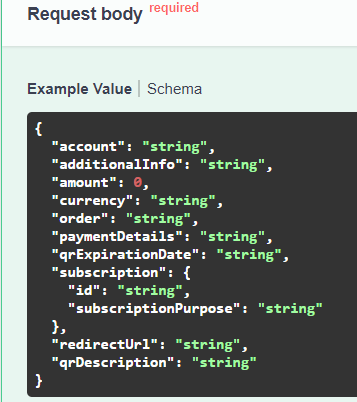 Request body required
Example Value | Schema
{
  "account": "string",
  "additionalInfo": "string",
  "amount": 0,
  "currency": "string",
  "order": "string",
  "paymentDetails": "string",
  "qrExpirationDate": "string",
  "subscription": {
    "id": "string",
    "subscriptionPurpose": "string"
  },
  "redirectUrl": "string",
  "qrDescription": "string"
}